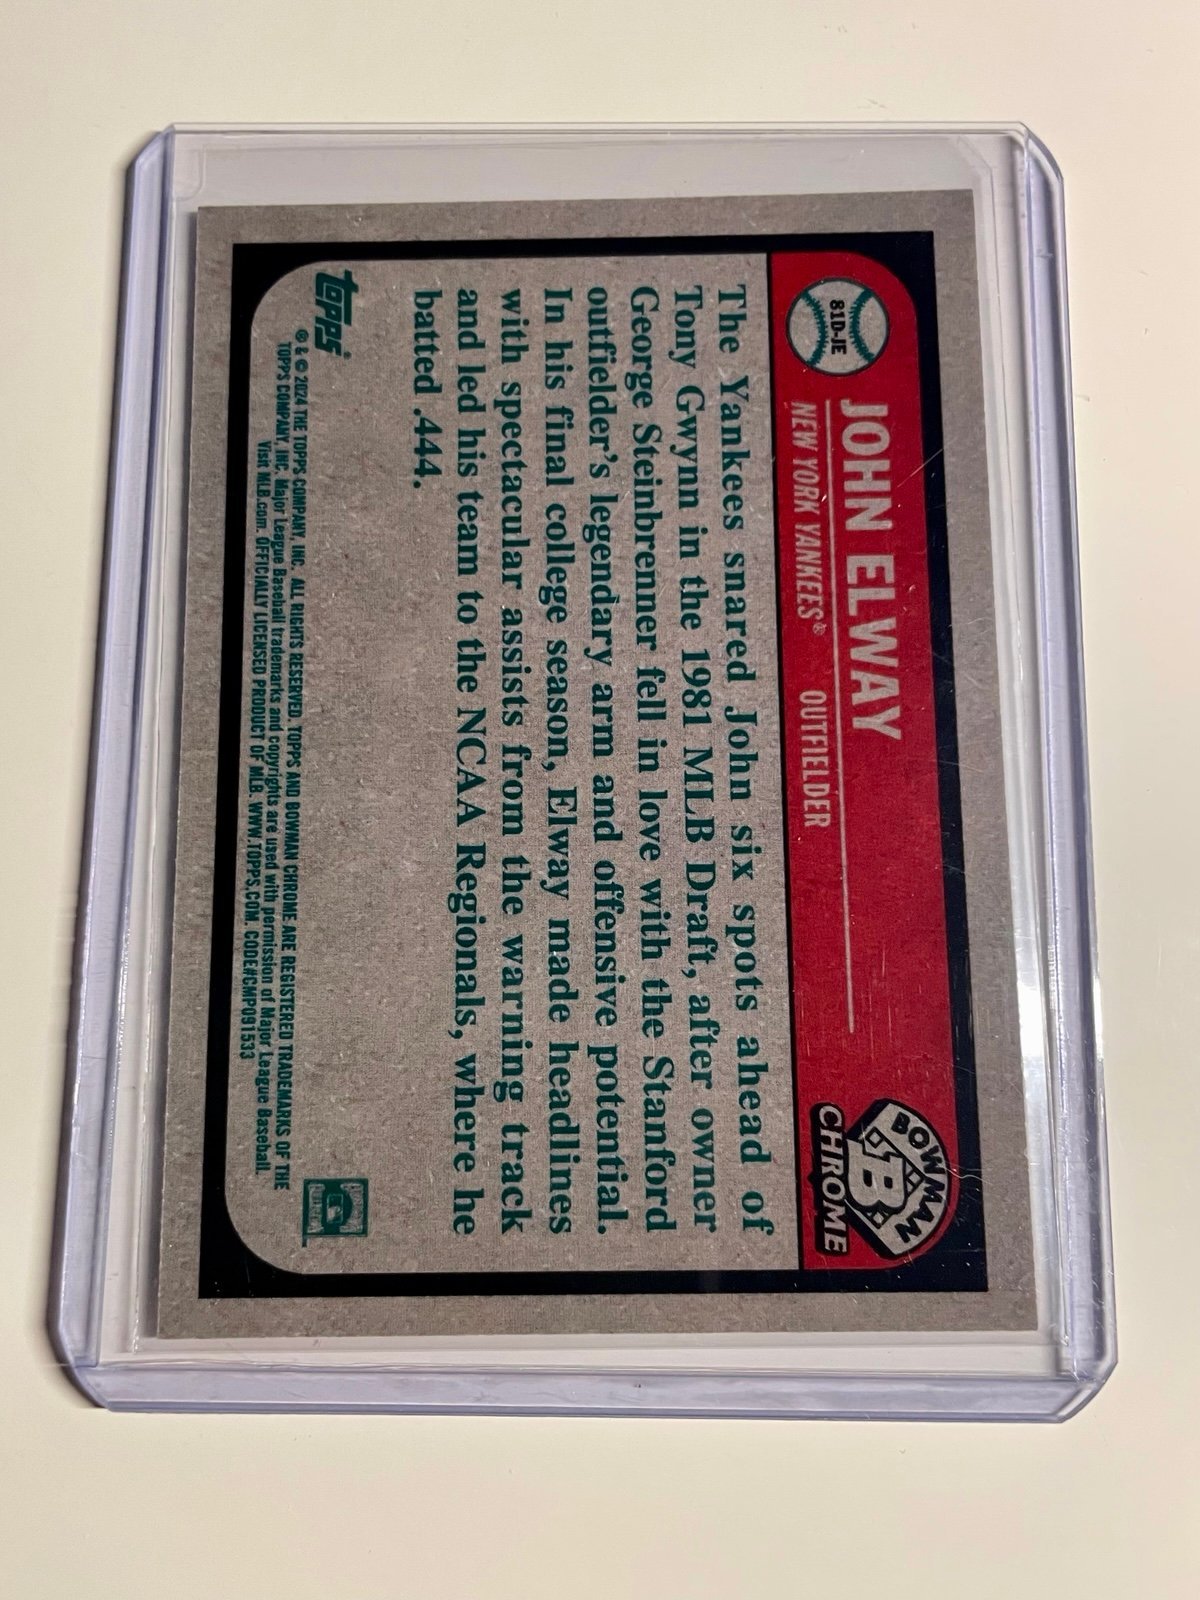 81D-JE
JOHN ELWAY
NEW YORK YANKEES® OUTFIELDER
BOWMAN
B
CHROME
The Yankees snared John six spots ahead of
Tony Gwynn in the 1981 MLB Draft, after owner
George Steinbrenner fell in love with the Stanford
outfielder's legendary arm and offensive potential.
In his final college season, Elway made headlines
with spectacular assists from the warning track
and led his team to the NCAA Regionals, where he
batted .444.
topps®
® & © 2024 THE TOPPS COMPANY, INC. ALL RIGHTS RESERVED. TOPPS AND BOWMAN CHROME ARE REGISTERED TRADEMARKS OF THE
TOPPS COMPANY, INC. Major League Baseball trademarks and copyrights are used with permission of Major League Baseball.
Visit MLB.com. OFFICIALLY LICENSED PRODUCT OF MLB. WWW.TOPPS.COM. CODE#CMP091533